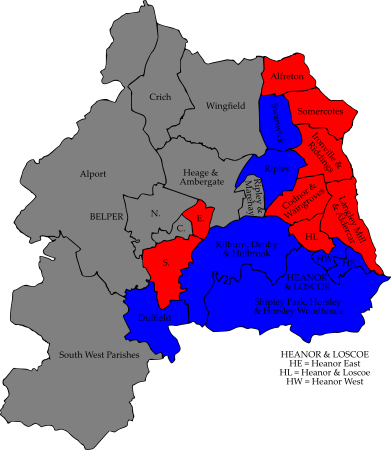 Alfreton
Crich
Wingfield
Swanwick
Somercotes
Ironville &
Riddings
Ripley
Alport
Heage &
Ambergate
Ripley &
Marehay
Codnor &
Waingroves
Langley Mill
& Aldercar
BELPER
N.
E.
C.
HL
Kilburn, Denby
& Holbrook
S.
HW
HE
HEANOR
& LOSCOE
Shipley Park, Horsley
& Horsley Woodhouse
Duffield
South West Parishes
HEANOR & LOSCOE
HE = Heanor East
HL = Heanor & Loscoe
HW = Heanor West